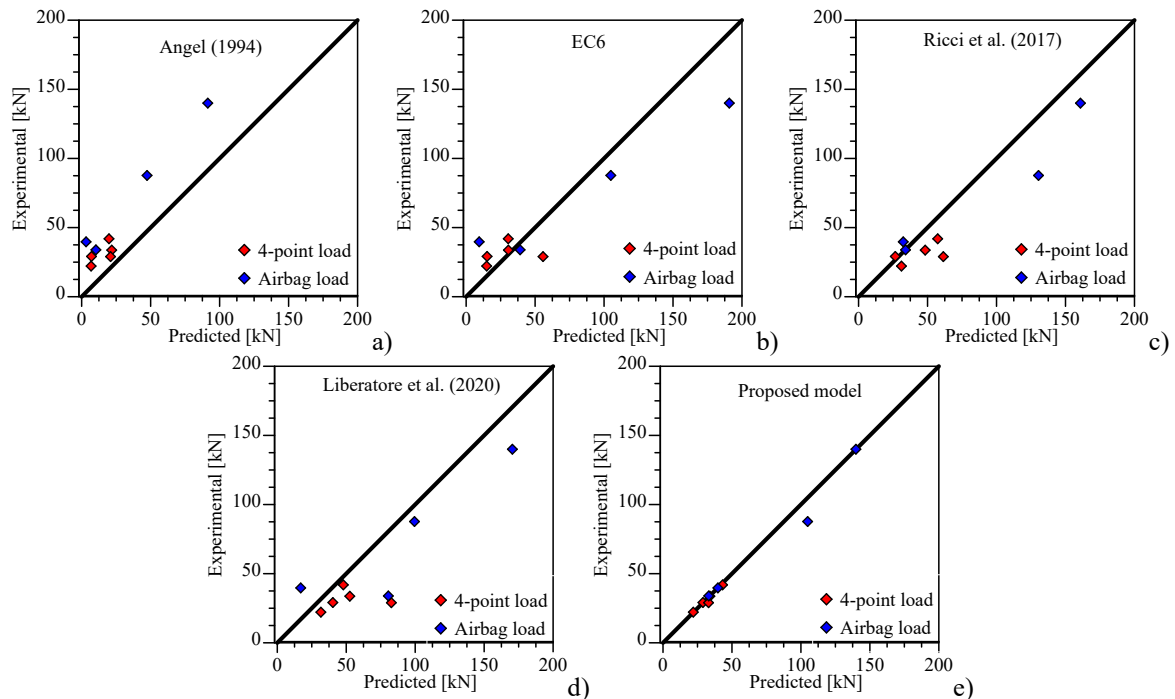 200
150
100
50
0
Experimental [kN]
Angel (1994)
4-point load
Airbag load
0 50 100 150 200
Predicted [kN]
a)
200
150
100
50
0
Experimental [kN]
EC6
4-point load
Airbag load
0 50 100 150 200
Predicted [kN]
b)
200
150
100
50
0
Experimental [kN]
Ricci et al. (2017)
4-point load
Airbag load
0 50 100 150 200
Predicted [kN]
c)
200
150
100
50
0
Experimental [kN]
Liberatore et al. (2020)
4-point load
Airbag load
0 50 100 150 200
Predicted [kN]
d)
200
150
100
50
0
Experimental [kN]
Proposed model
4-point load
Airbag load
0 50 100 150 200
Predicted [kN]
e)